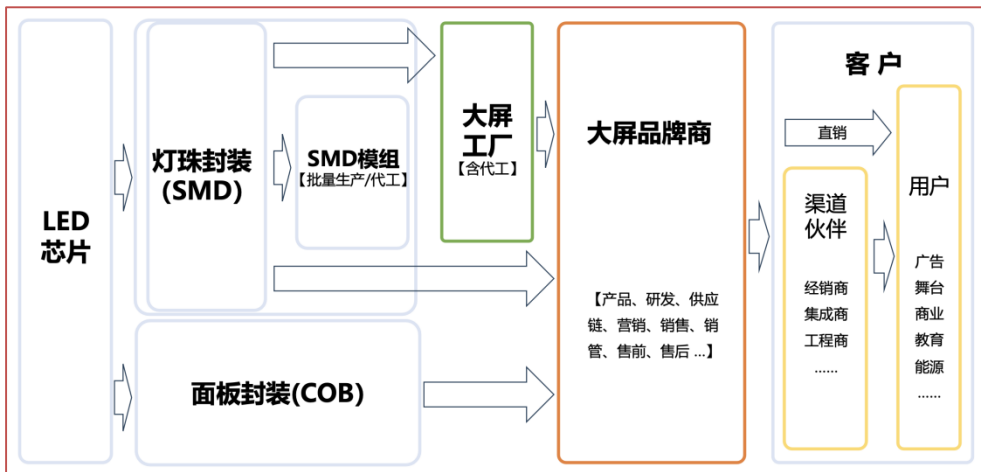 LED
芯片
灯珠封装
(SMD)
SMD模组
【批量生产/代工】
面板封装(COB)
大屏
工厂
【含代工】
大屏品牌商
【产品、研发、供应
链、营销、销售、销
管、售前、售后 ...】
客 户
直销
渠道
伙伴
经销商
集成商
工程商
......
用户
广告
舞台
商业
教育
能源
......